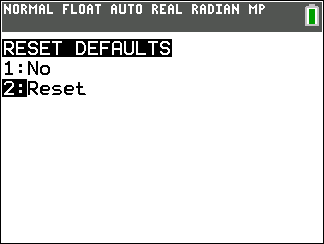 NORMAL FLOAT AUTO REAL RADIAN MP
RESET DEFAULTS
1:No
2:Reset